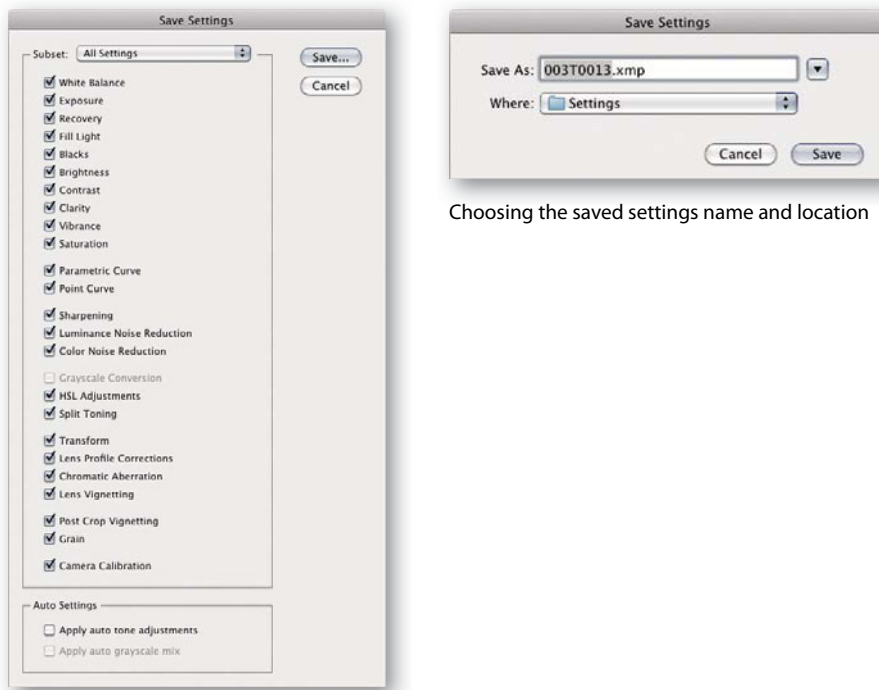 Save Settings
Subset: All Settings
Save...
Cancel
White Balance
Exposure
Recovery
Fill Light
Blacks
Brightness
Contrast
Clarity
Vibrance
Saturation
Parametric Curve
Point Curve
Sharpening
Luminance Noise Reduction
Color Noise Reduction
Grayscale Conversion
HSL Adjustments
Split Toning
Transform
Lens Profile Corrections
Chromatic Aberration
Lens Vignetting
Post Crop Vignetting
Grain
Camera Calibration
Auto Settings
Apply auto tone adjustments
Apply auto grayscale mix
Save Settings
Save As: 003T0013.xmp
Where: Settings
Cancel Save
Choosing the saved settings name and location